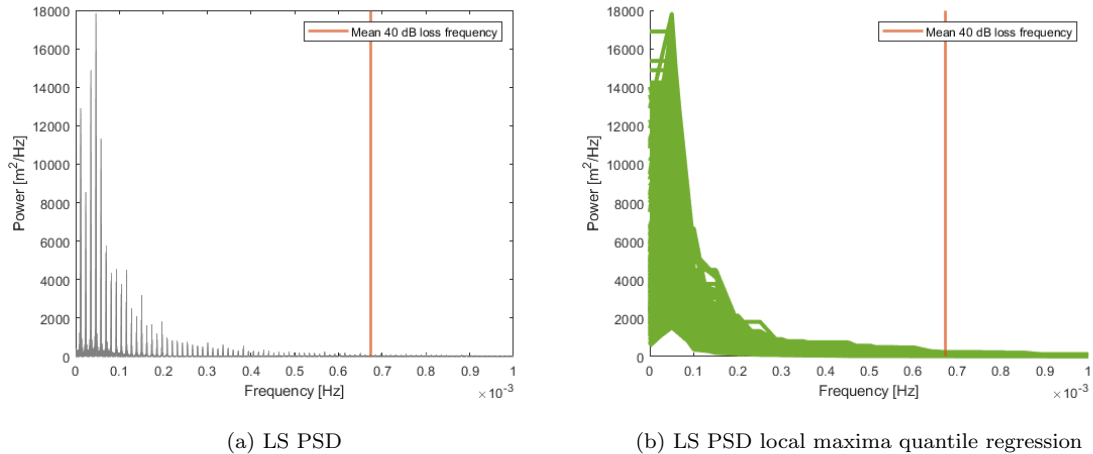 18000
16000
14000
12000
10000
8000
6000
4000
2000
0
Power [m²/Hz]
Mean 40 dB loss frequency
0 0.1 0.2 0.3 0.4 0.5 0.6 0.7 0.8 0.9 1
Frequency [Hz]
×10⁻³
(a) LS PSD
18000
16000
14000
12000
10000
8000
6000
4000
2000
0
Power [m²/Hz]
Mean 40 dB loss frequency
0 0.1 0.2 0.3 0.4 0.5 0.6 0.7 0.8 0.9 1
Frequency [Hz]
×10⁻³
(b) LS PSD local maxima quantile regression